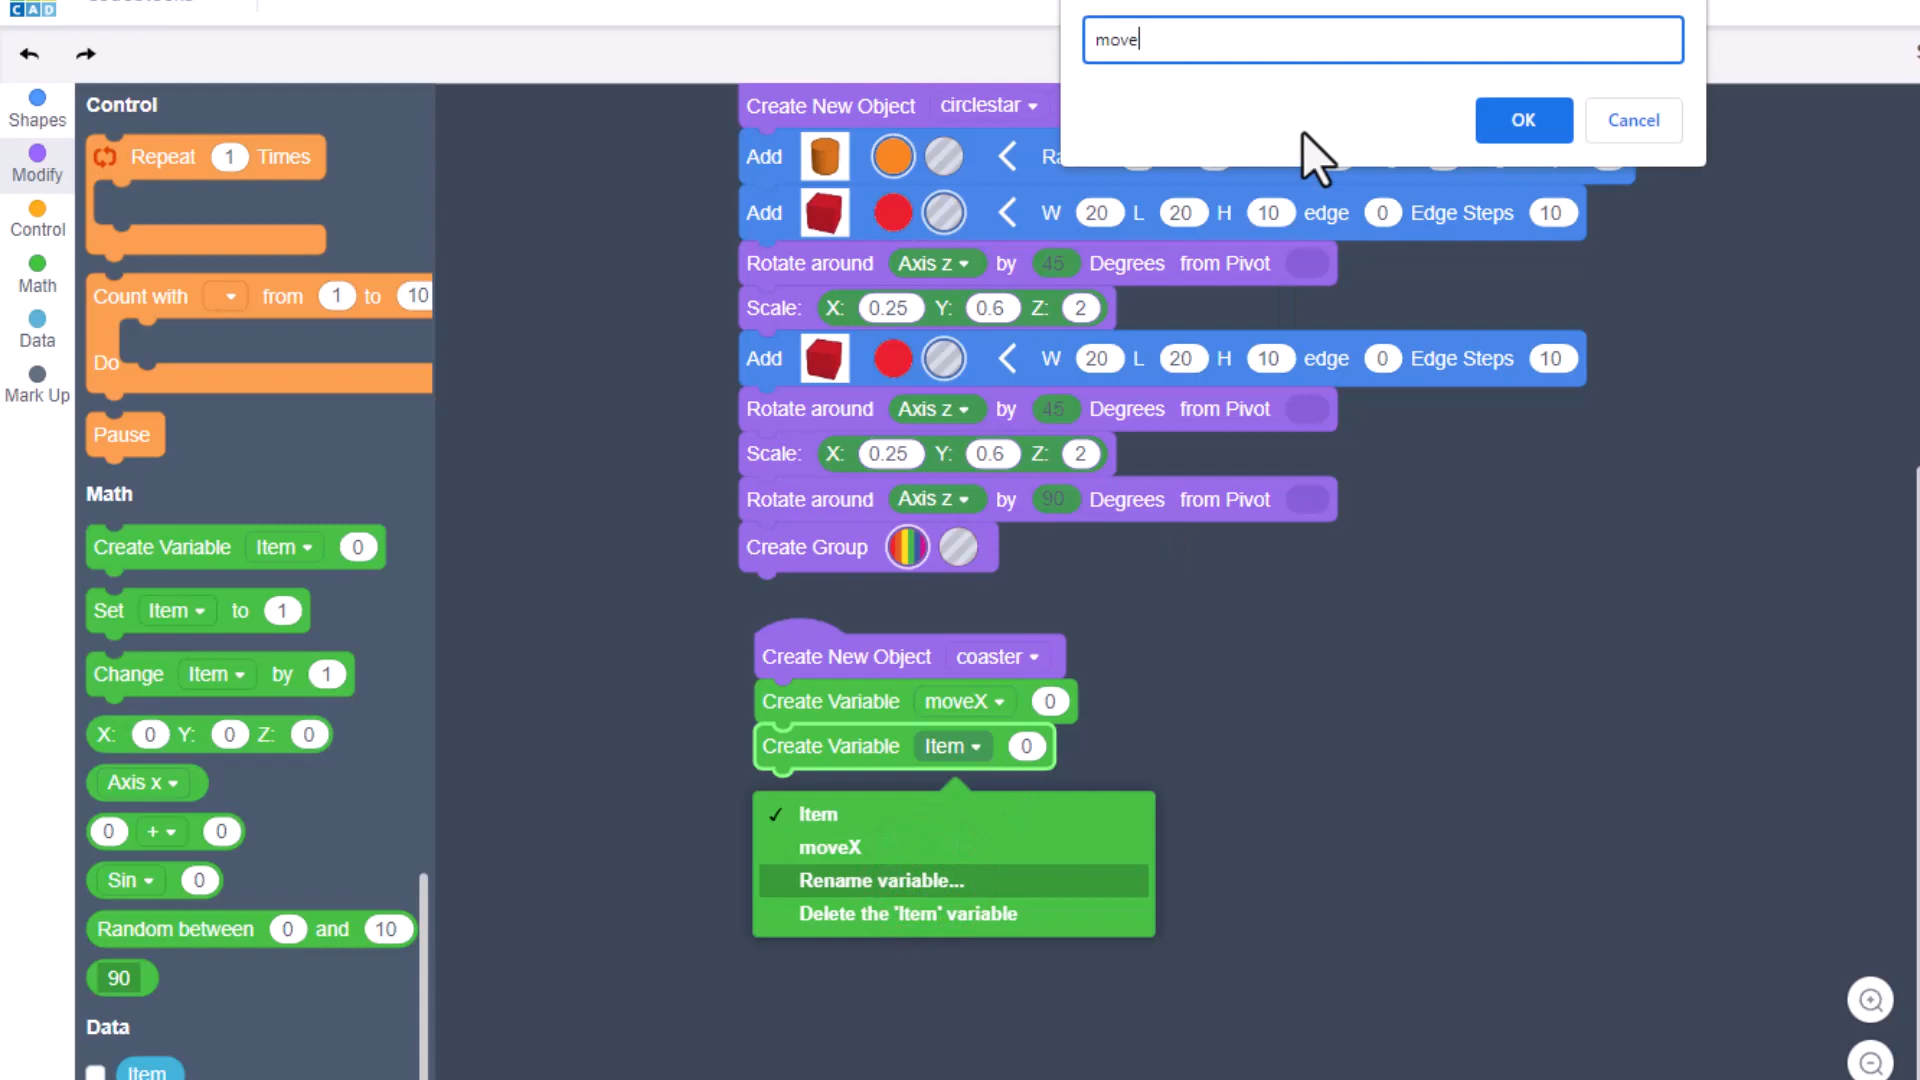 CAD
move
OK
Cancel
Shapes
Modify
Control
Math
Data
Mark Up
Control
Repeat 1 Times
Count with from 1 to 10
Do
Pause
Math
Create Variable Item 0
Set Item to 1
Change Item by 1
X: 0 Y: 0 Z: 0
Axis x
0 + 0
Sin 0
Random between 0 and 10
90
Data
Item
Create New Object circlestar
Add
Add W 20 L 20 H 10 edge 0 Edge Steps 10
Rotate around Axis z by 45 Degrees from Pivot
Scale: X: 0.25 Y: 0.6 Z: 2
Add W 20 L 20 H 10 edge 0 Edge Steps 10
Rotate around Axis z by 45 Degrees from Pivot
Scale: X: 0.25 Y: 0.6 Z: 2
Rotate around Axis z by 90 Degrees from Pivot
Create Group
Create New Object coaster
Create Variable moveX 0
Create Variable Item 0
✓ Item
moveX
Rename variable...
Delete the 'Item' variable